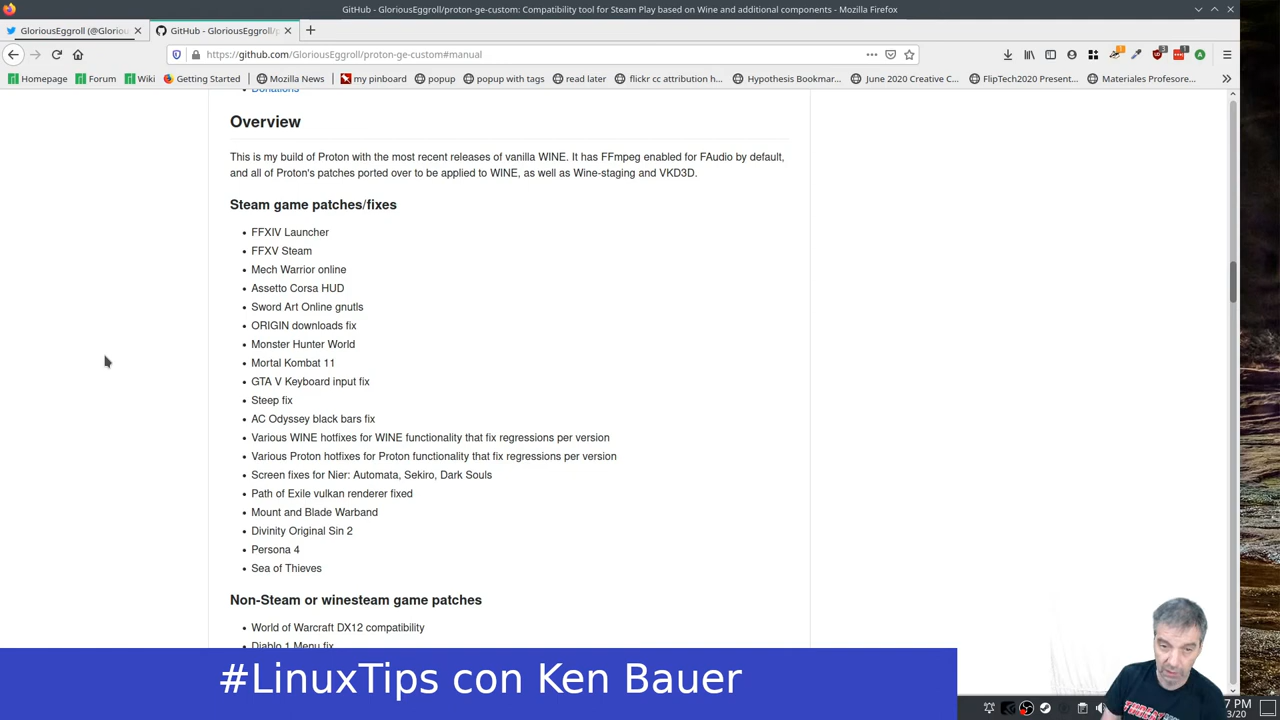 GitHub - GloriousEggroll/proton-ge-custom: Compatibility tool for Steam Play based on Wine and additional components - Mozilla Firefox
GloriousEggroll (@Gloriou
GitHub - GloriousEggroll/p
https://github.com/GloriousEggroll/proton-ge-custom#manual
Homepage Forum Wiki Getting Started Mozilla News my pinboard popup popup with tags read later flickr cc attribution h... Hypothesis Bookmar... June 2020 Creative C... FlipTech2020 Present... Materiales Profesore...
Donations
Overview
This is my build of Proton with the most recent releases of vanilla WINE. It has FFmpeg enabled for FAudio by default,
and all of Proton's patches ported over to be applied to WINE, as well as Wine-staging and VKD3D.
Steam game patches/fixes
FFXIV Launcher
FFXV Steam
Mech Warrior online
Assetto Corsa HUD
Sword Art Online gnutls
ORIGIN downloads fix
Monster Hunter World
Mortal Kombat 11
GTA V Keyboard input fix
Steep fix
AC Odyssey black bars fix
Various WINE hotfixes for WINE functionality that fix regressions per version
Various Proton hotfixes for Proton functionality that fix regressions per version
Screen fixes for Nier: Automata, Sekiro, Dark Souls
Path of Exile vulkan renderer fixed
Mount and Blade Warband
Divinity Original Sin 2
Persona 4
Sea of Thieves
Non-Steam or winesteam game patches
World of Warcraft DX12 compatibility
Diablo 1 Menu fix
#LinuxTips con Ken Bauer
7 PM
3/20